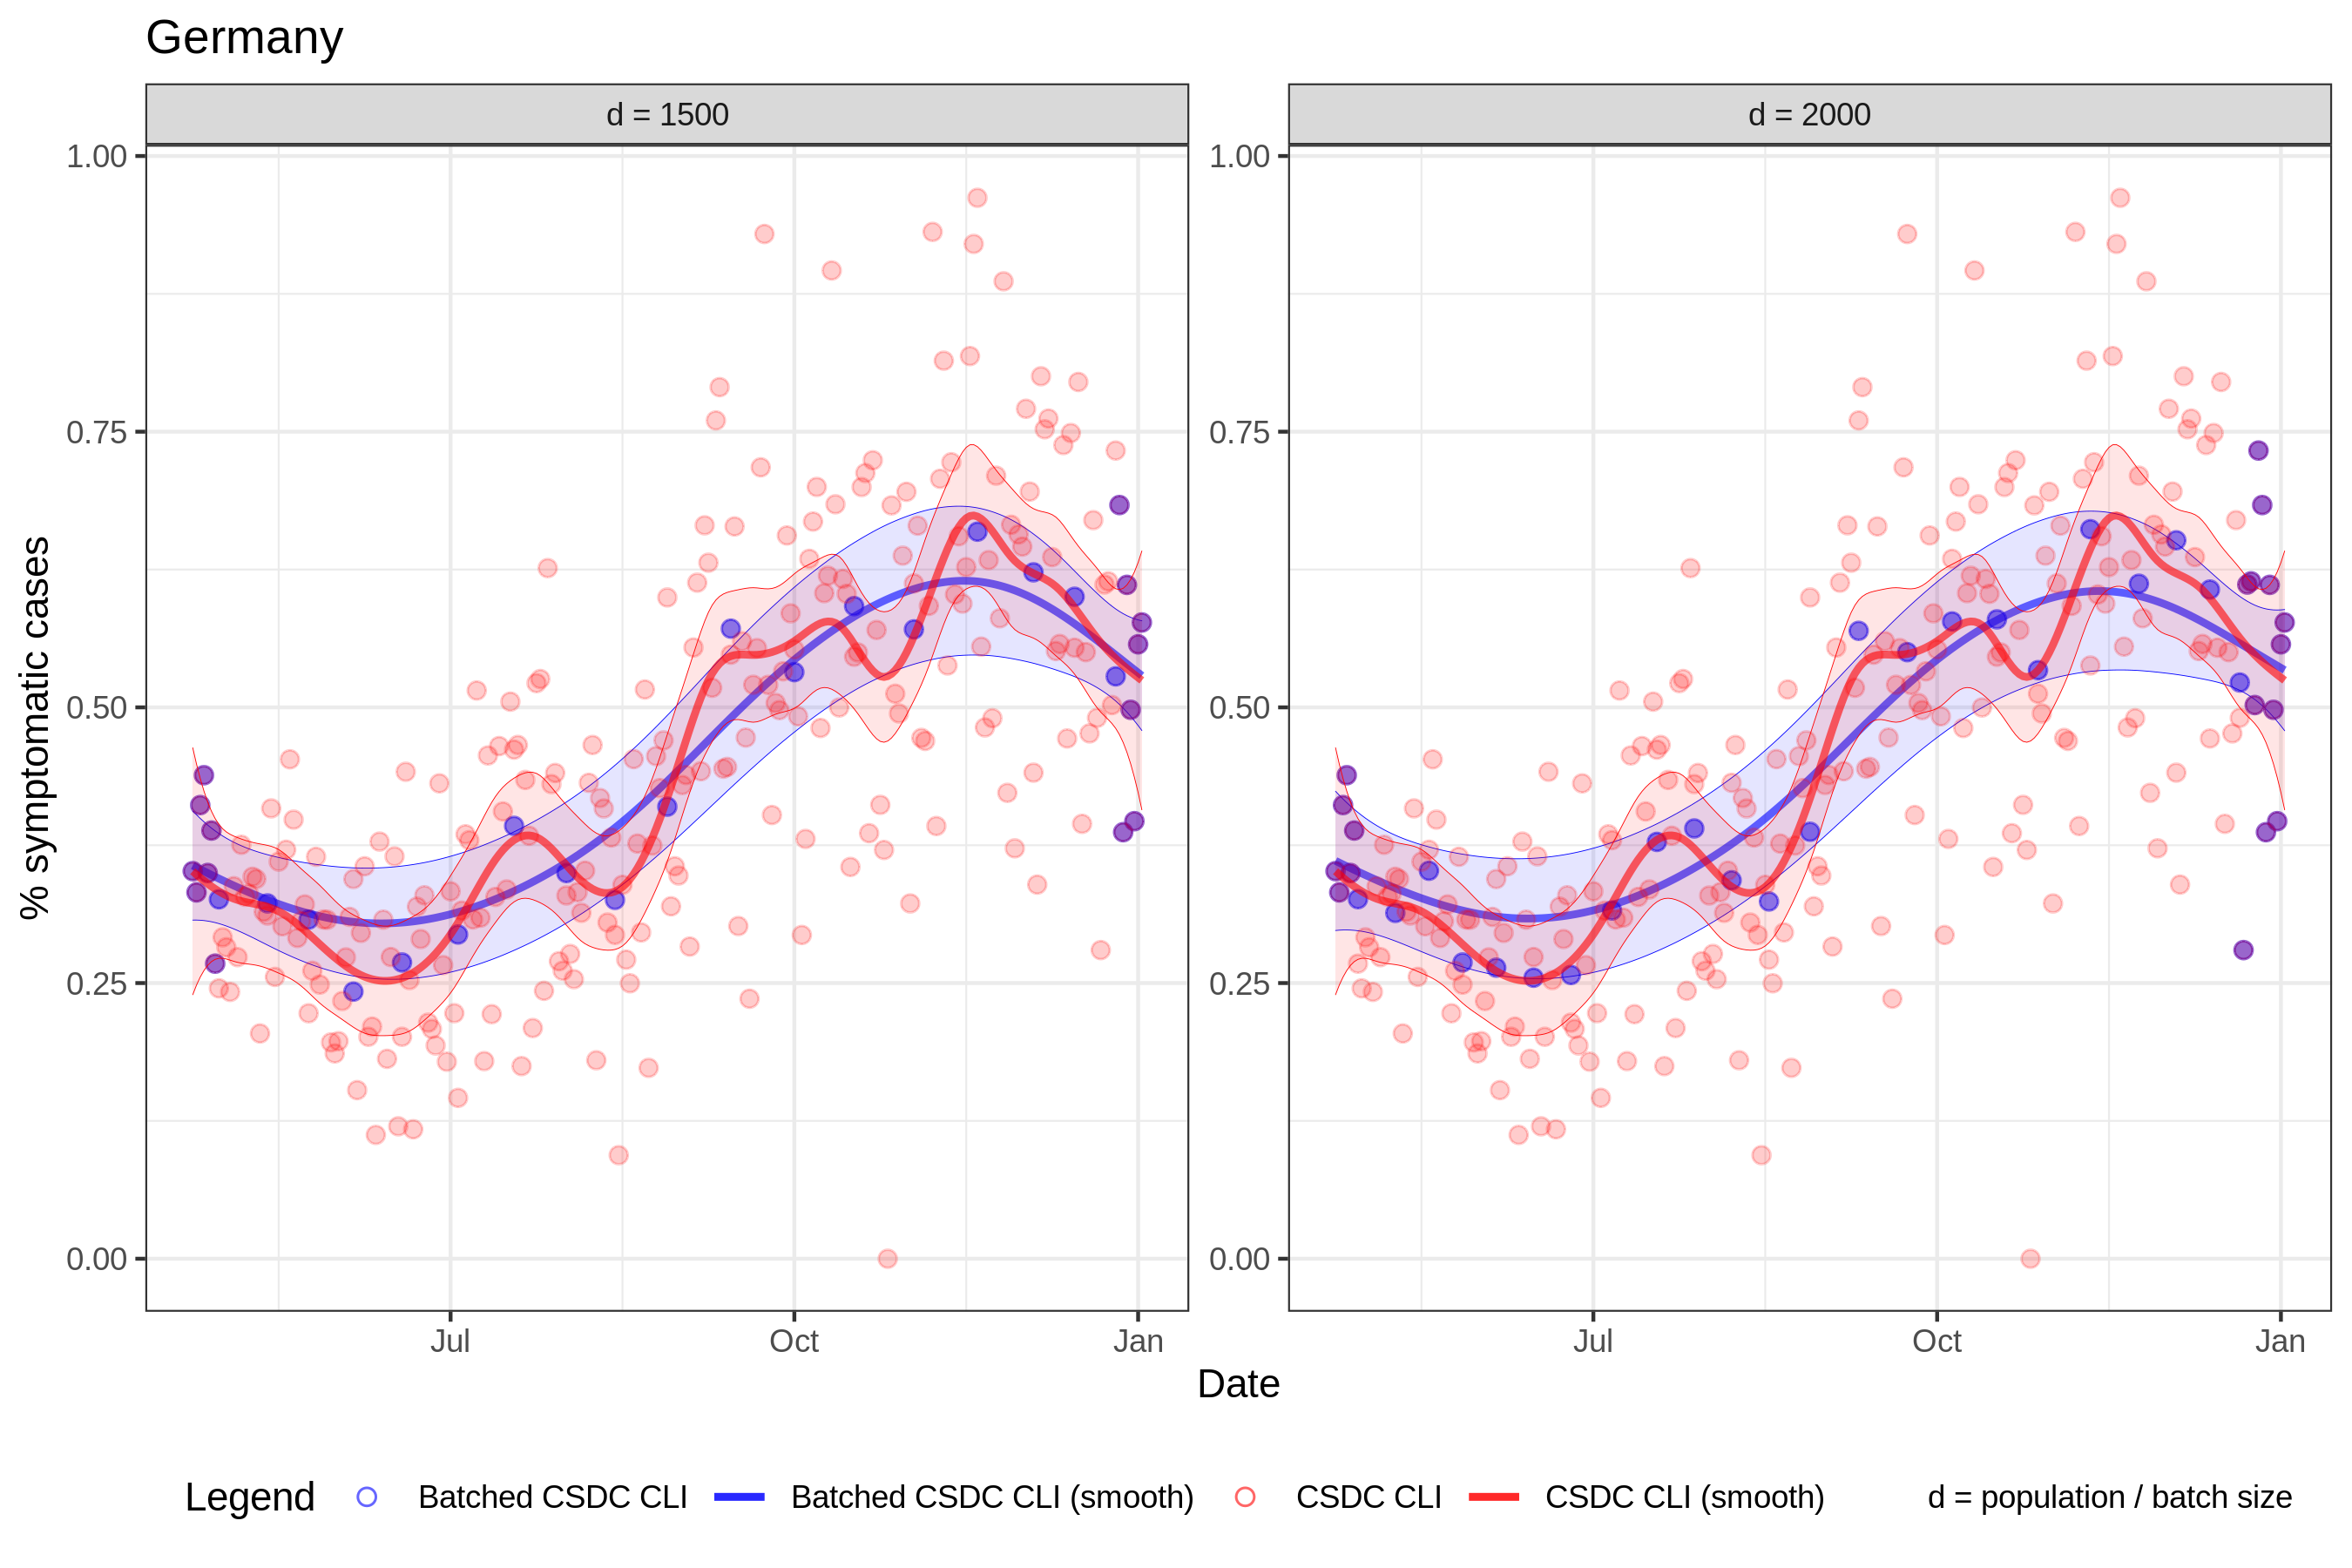 Germany
d = 1500
d = 2000
% symptomatic cases
1.00
0.75
0.50
0.25
0.00
1.00
0.75
0.50
0.25
0.00
Jul
Oct
Jan
Jul
Oct
Jan
Date
Legend Batched CSDC CLI Batched CSDC CLI (smooth) CSDC CLI CSDC CLI (smooth) d = population / batch size